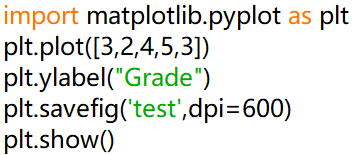 import matplotlib.pyplot as plt
plt.plot([3,2,4,5,3])
plt.ylabel("Grade")
plt.savefig('test',dpi=600)
plt.show()